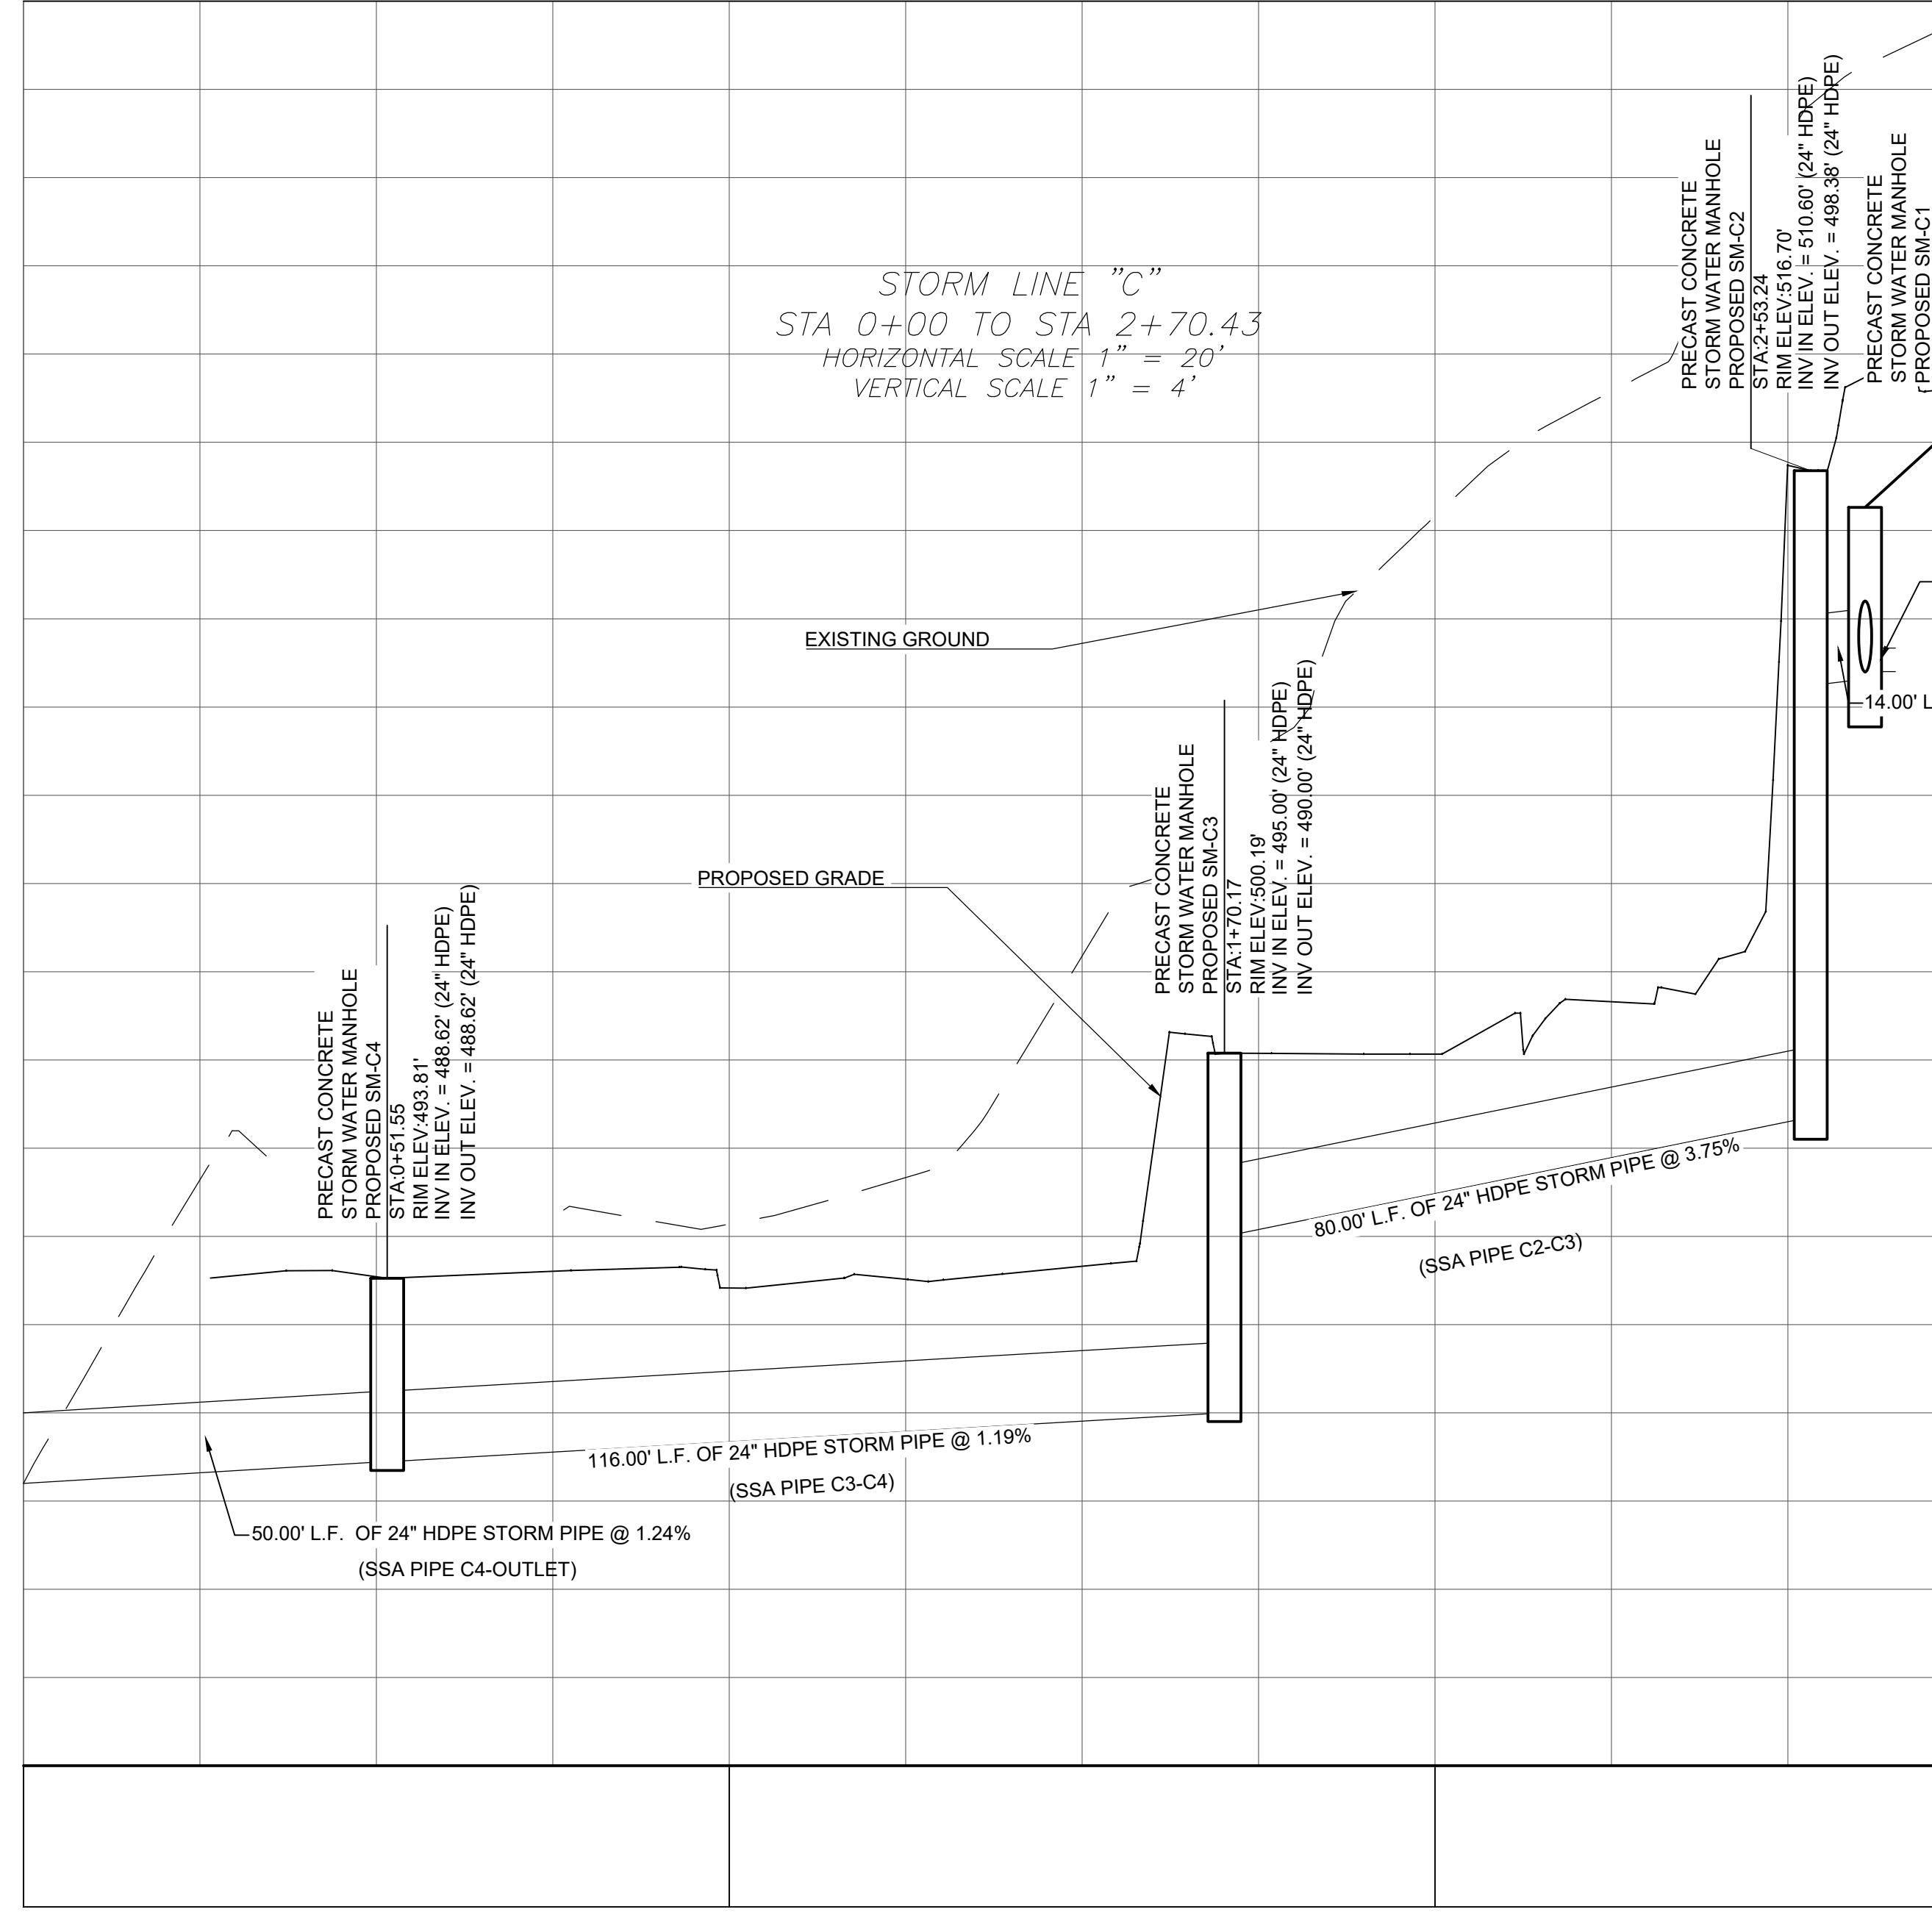 STORM LINE "C"
STA 0+00 TO STA 2+70.43
HORIZONTAL SCALE 1" = 20'
VERTICAL SCALE 1" = 4'
PRECAST CONCRETE
STORM WATER MANHOLE
PROPOSED SM-C2
STA:2+53.24
RIM ELEV:516.70'
INV IN ELEV. = 510.60' (24" HDPE)
INV OUT ELEV. = 498.38' (24" HDPE)
PRECAST CONCRETE
STORM WATER MANHOLE
PROPOSED SM-C1
14.00' L
EXISTING GROUND
PROPOSED GRADE
PRECAST CONCRETE
STORM WATER MANHOLE
PROPOSED SM-C3
STA:1+70.17
RIM ELEV:500.19'
INV IN ELEV. = 495.00' (24" HDPE)
INV OUT ELEV. = 490.00' (24" HDPE)
PRECAST CONCRETE
STORM WATER MANHOLE
PROPOSED SM-C4
STA:0+51.55
RIM ELEV:493.81'
INV IN ELEV. = 488.62' (24" HDPE)
INV OUT ELEV. = 488.62' (24" HDPE)
80.00' L.F. OF 24" HDPE STORM PIPE @ 3.75%
(SSA PIPE C2-C3)
116.00' L.F. OF 24" HDPE STORM PIPE @ 1.19%
(SSA PIPE C3-C4)
50.00' L.F. OF 24" HDPE STORM PIPE @ 1.24%
(SSA PIPE C4-OUTLET)